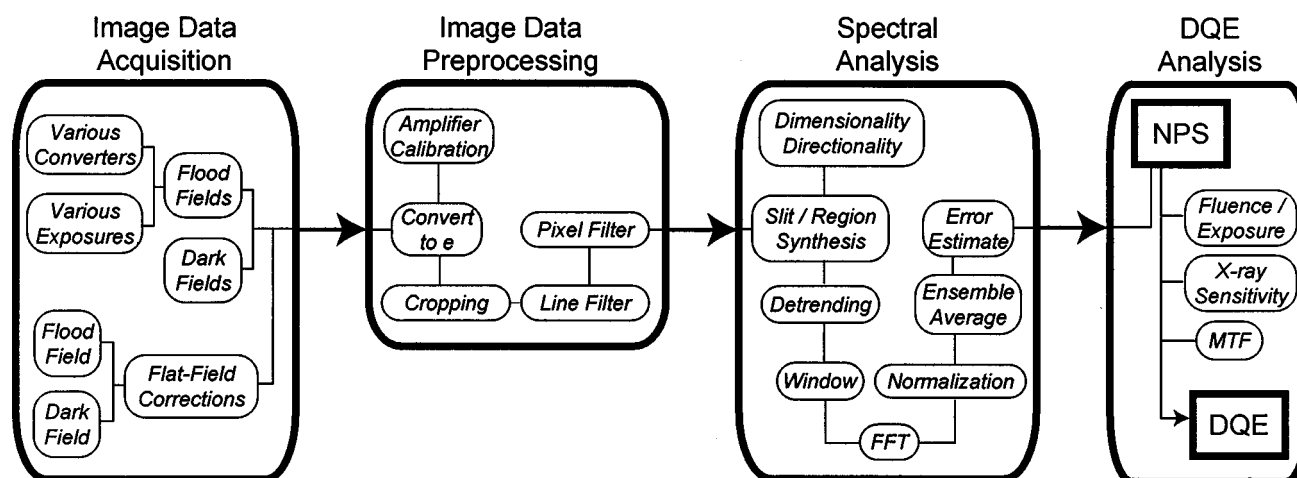 Image Data
Acquisition
Various
Converters
Flood
Fields
Various
Exposures
Dark
Fields
Flood
Field
Flat-Field
Corrections
Dark
Field
Image Data
Preprocessing
Amplifier
Calibration
Convert
to e
Pixel Filter
Cropping
Line Filter
Spectral
Analysis
Dimensionality
Directionality
Slit / Region
Synthesis
Error
Estimate
Detrending
Ensemble
Average
Window
Normalization
FFT
DQE
Analysis
NPS
Fluence /
Exposure
X-ray
Sensitivity
MTF
DQE